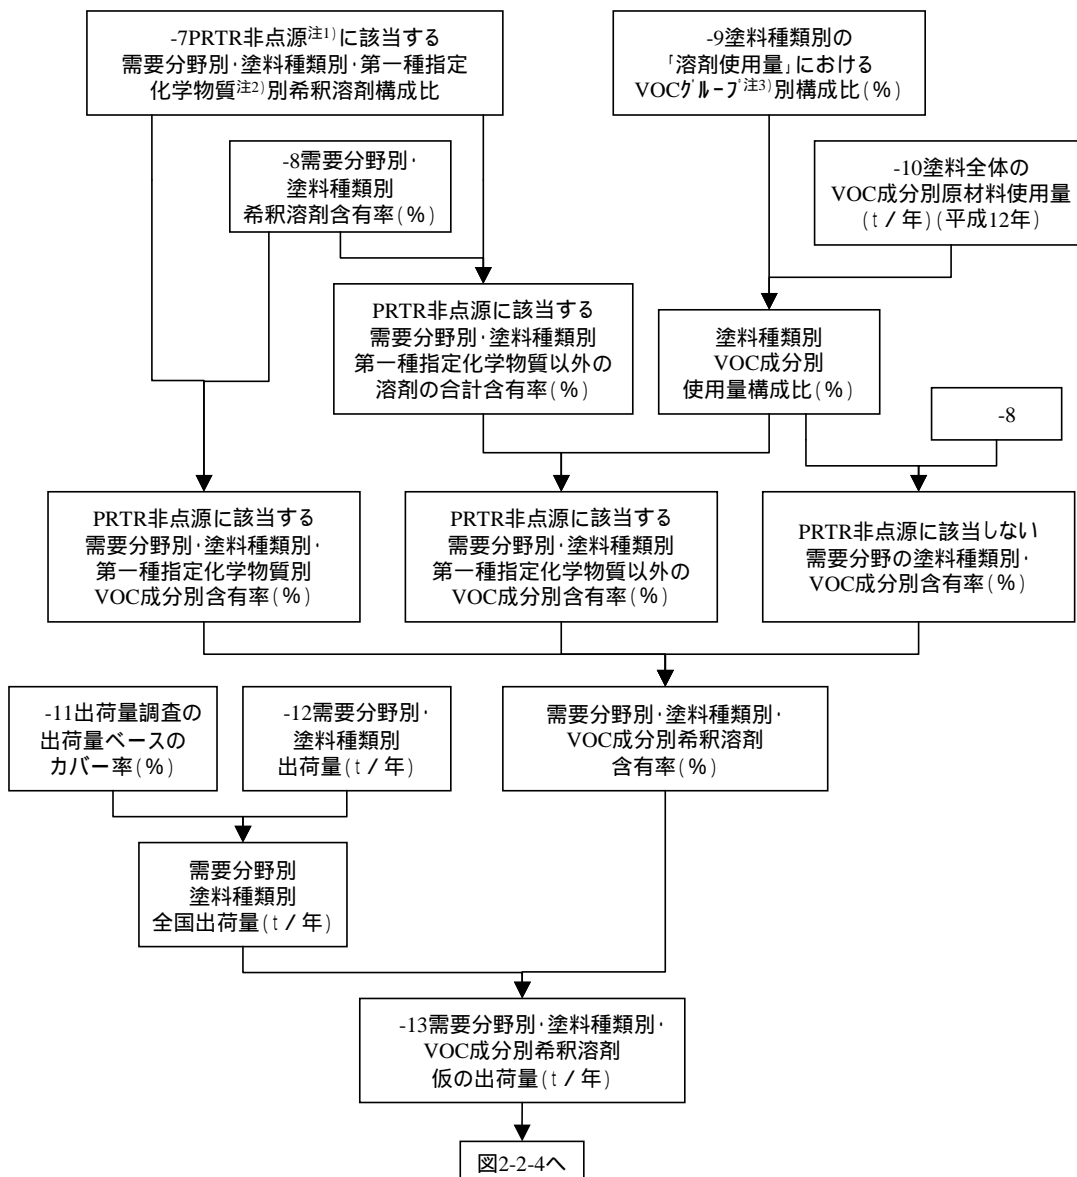 -7PRTR非点源注1)に該当する
需要分野別・塗料種類別・第一種指定
化学物質注2)別希釈溶剤構成比
-9塗料種類別の
「溶剤使用量」における
VOCグループ注3)別構成比(%)
-8需要分野別・
塗料種類別
希釈溶剤含有率(%)
-10塗料全体の
VOC成分別原材料使用量
(t/年)(平成12年)
PRTR非点源に該当する
需要分野別・塗料種類別
第一種指定化学物質以外の
溶剤の合計含有率(%)
塗料種類別
VOC成分別
使用量構成比(%)
-8
PRTR非点源に該当する
需要分野別・塗料種類別・
第一種指定化学物質別
VOC成分別含有率(%)
PRTR非点源に該当する
需要分野別・塗料種類別
第一種指定化学物質以外の
VOC成分別含有率(%)
PRTR非点源に該当しない
需要分野の塗料種類別・
VOC成分別含有率(%)
-11出荷量調査の
出荷量ベースの
カバー率(%)
-12需要分野別・
塗料種類別
出荷量(t/年)
需要分野別・塗料種類別・
VOC成分別希釈溶剤
含有率(%)
需要分野別
塗料種類別
全国出荷量(t/年)
-13需要分野別・塗料種類別・
VOC成分別希釈溶剤
仮の出荷量(t/年)
図2-2-4へ